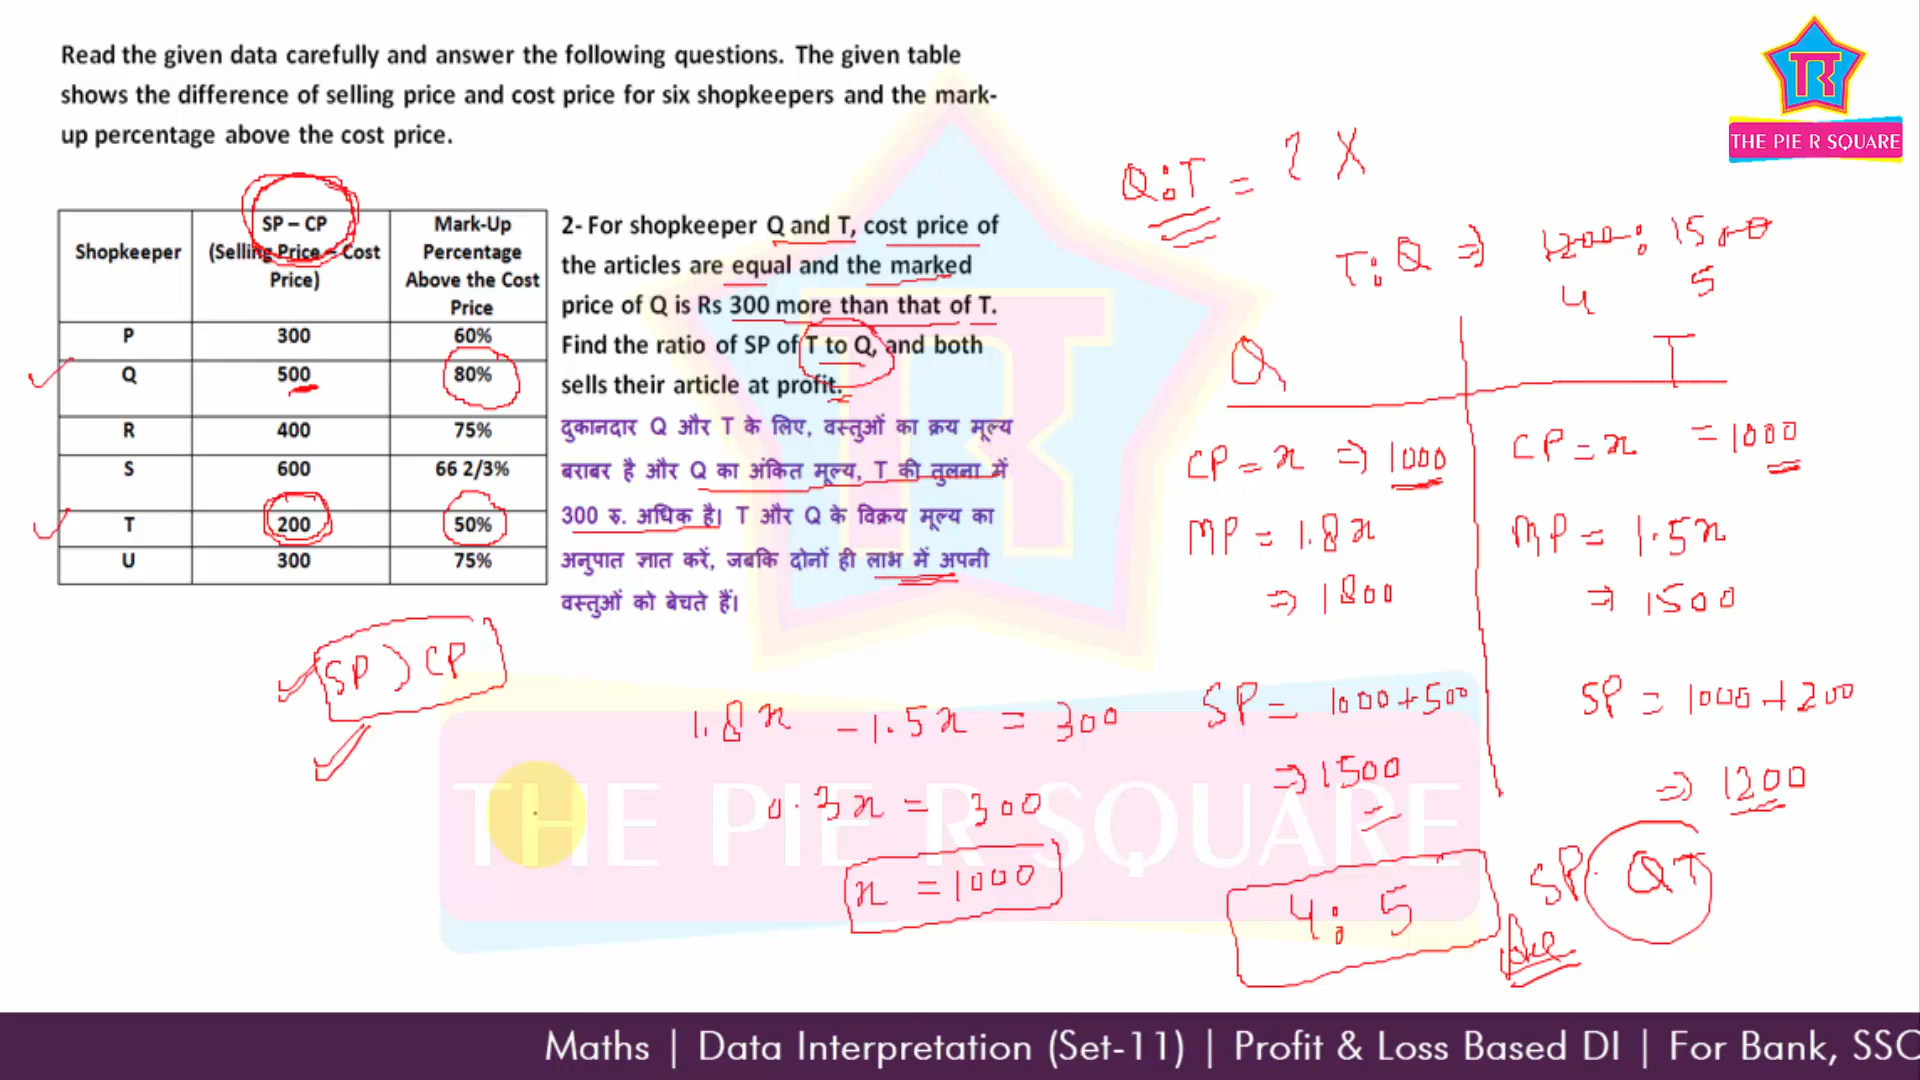 Read the given data carefully and answer the following questions. The given table
shows the difference of selling price and cost price for six shopkeepers and the mark-
up percentage above the cost price.
THE PIE R SQUARE
Shopkeeper
SP – CP
(Selling Price – Cost
Price)
Mark-Up
Percentage
Above the Cost
Price
P 300 60%
Q 500 80%
R 400 75%
S 600 66 2/3%
T 200 50%
U 300 75%
2- For shopkeeper Q and T, cost price of
the articles are equal and the marked
price of Q is Rs 300 more than that of T.
Find the ratio of SP of T to Q, and both
sells their article at profit.
दुकानदार Q और T के लिए, वस्तुओं का क्रय मूल्य
बराबर है और Q का अंकित मूल्य, T की तुलना में
300 रु. अधिक है। T और Q के विक्रय मूल्य का
अनुपात ज्ञात करें, जबकि दोनों ही लाभ में अपनी
वस्तुओं को बेचते हैं।
Q:T = ? X
T:Q ⇒ 1200 : 1500
4 5
Q
CP = x ⇒ 1000
MP = 1.8x
⇒ 1800
SP = 1000+500
⇒ 1500
T
CP = x = 1000
MP = 1.5x
⇒ 1500
SP = 1000+200
⇒ 1200
SP > CP
1.8x – 1.5x = 300
0.3x = 300
x = 1000
4 : 5
SP QT
THE PIE R SQUARE
Maths | Data Interpretation (Set-11) | Profit & Loss Based DI | For Bank, SSC